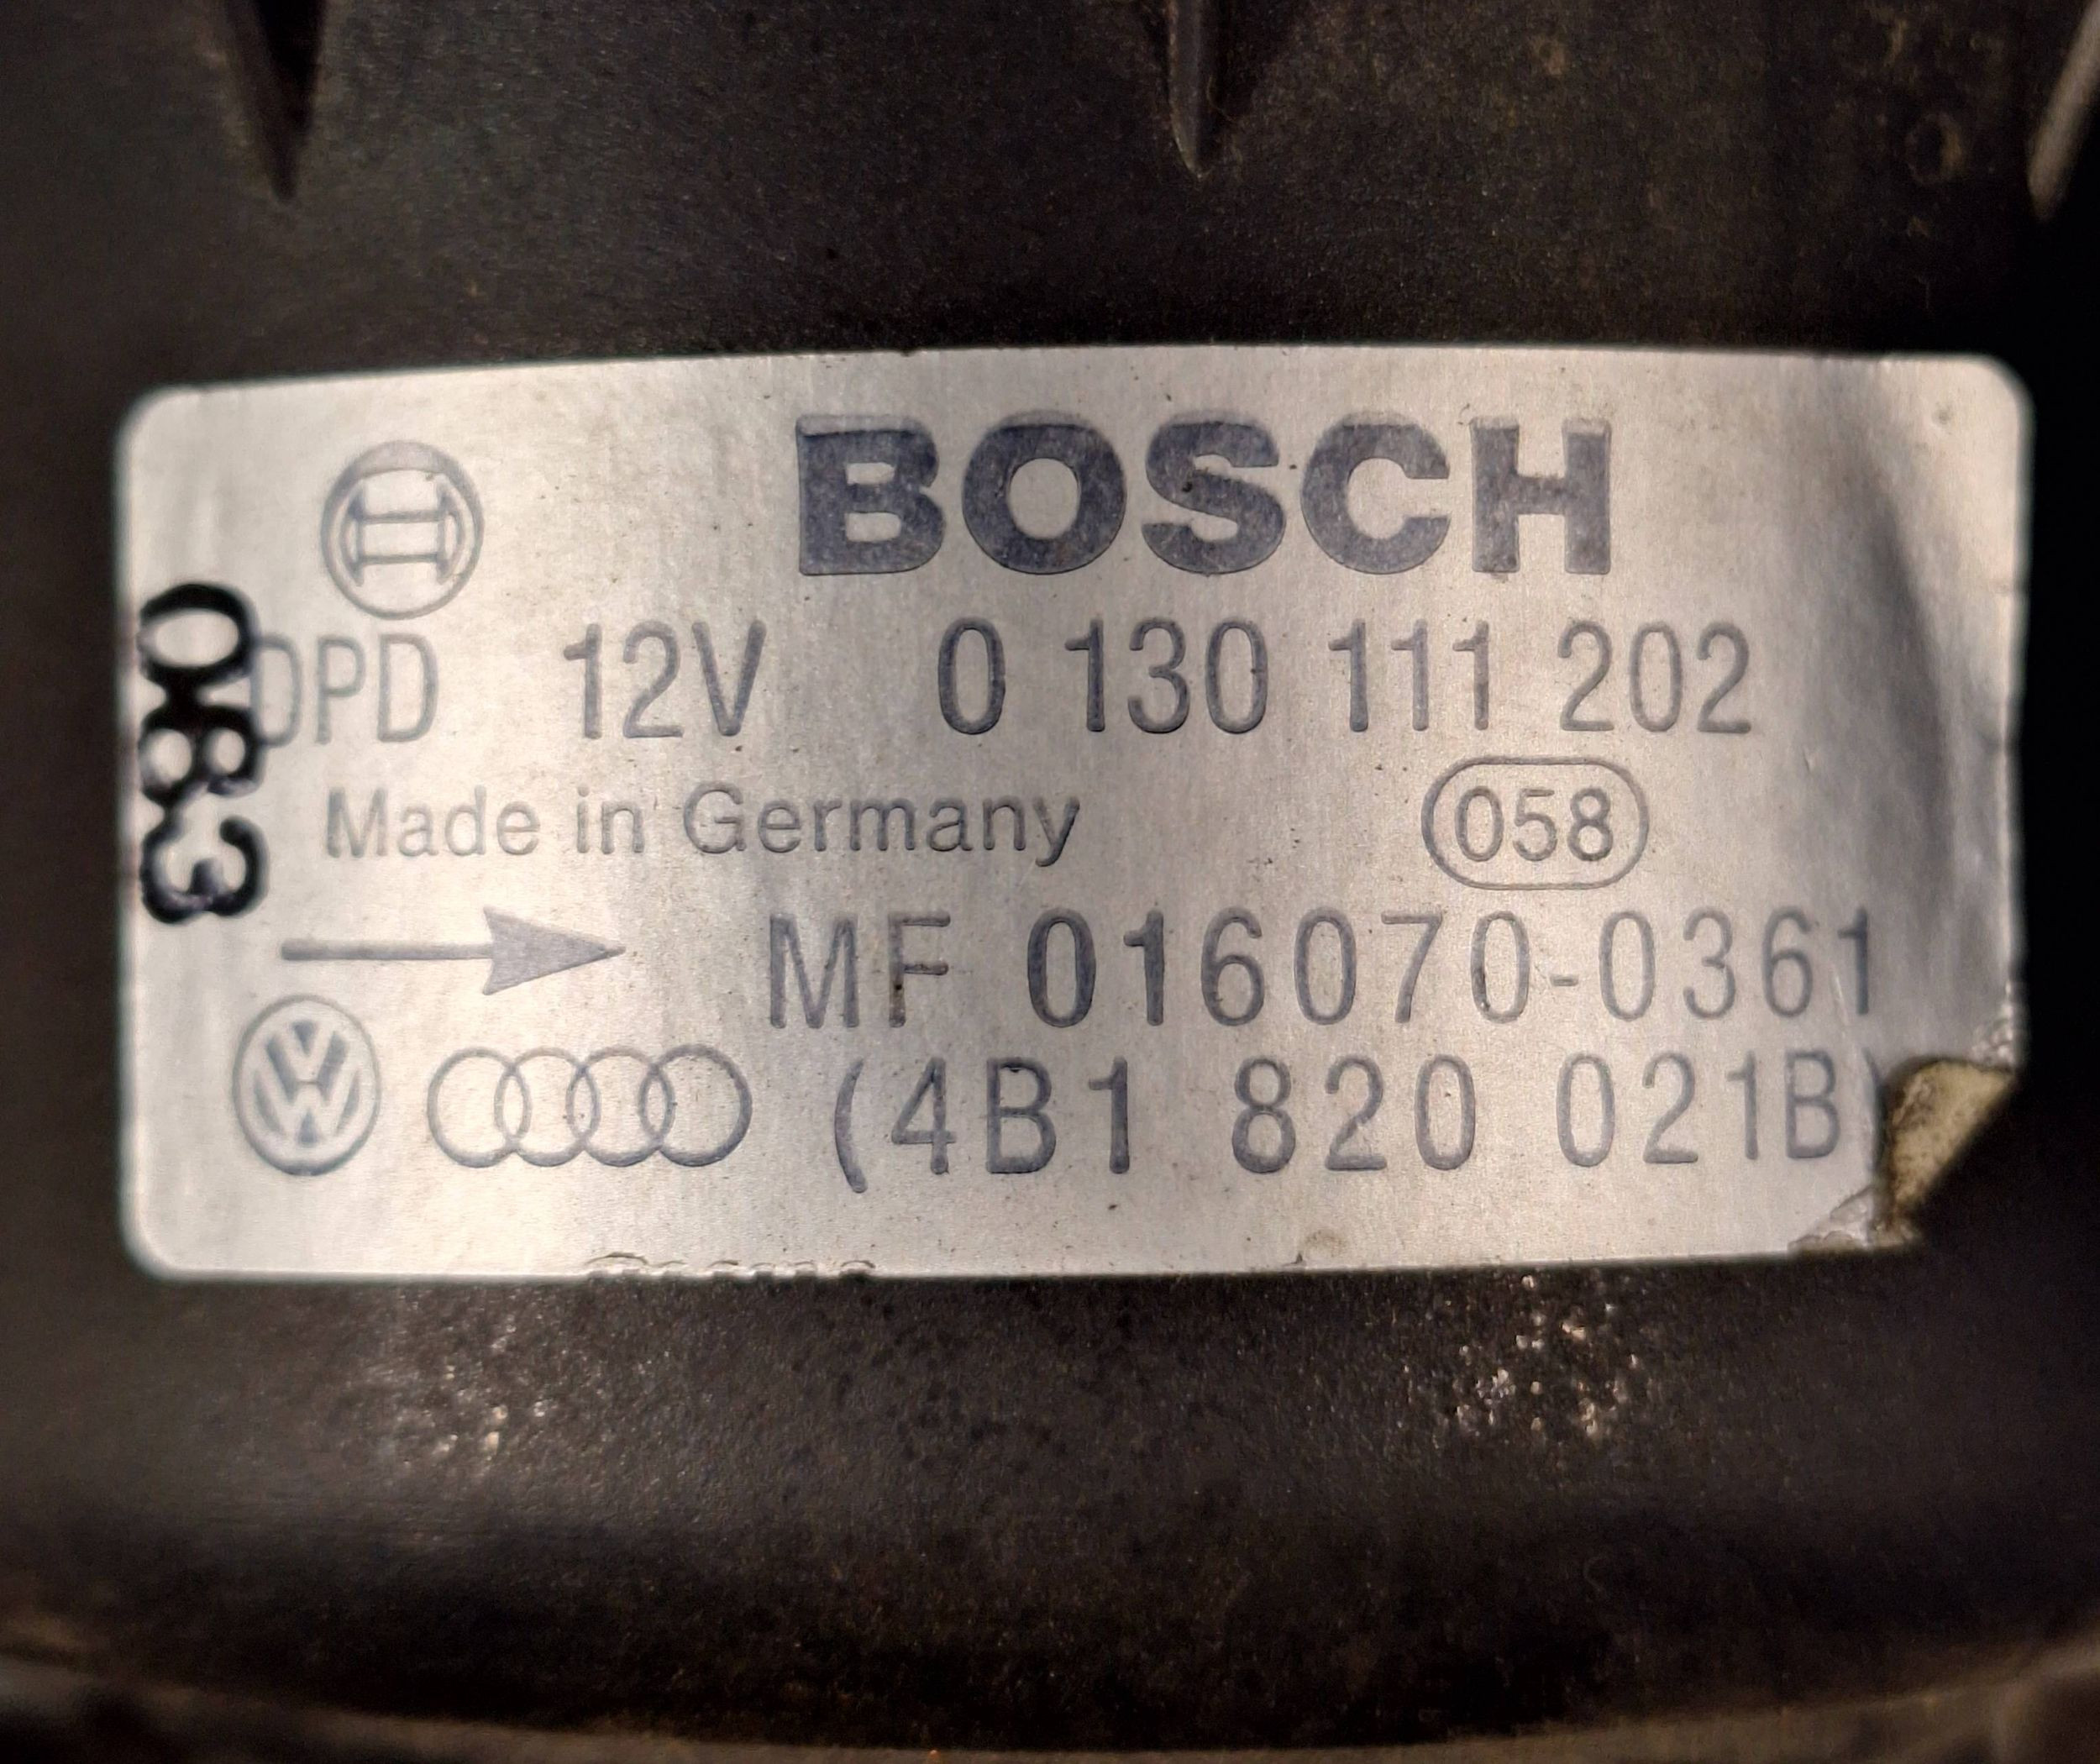 BOSCH
DPD 12V 0 130 111 202
083
Made in Germany 058
MF 016070-0361
(4B1 820 021B)